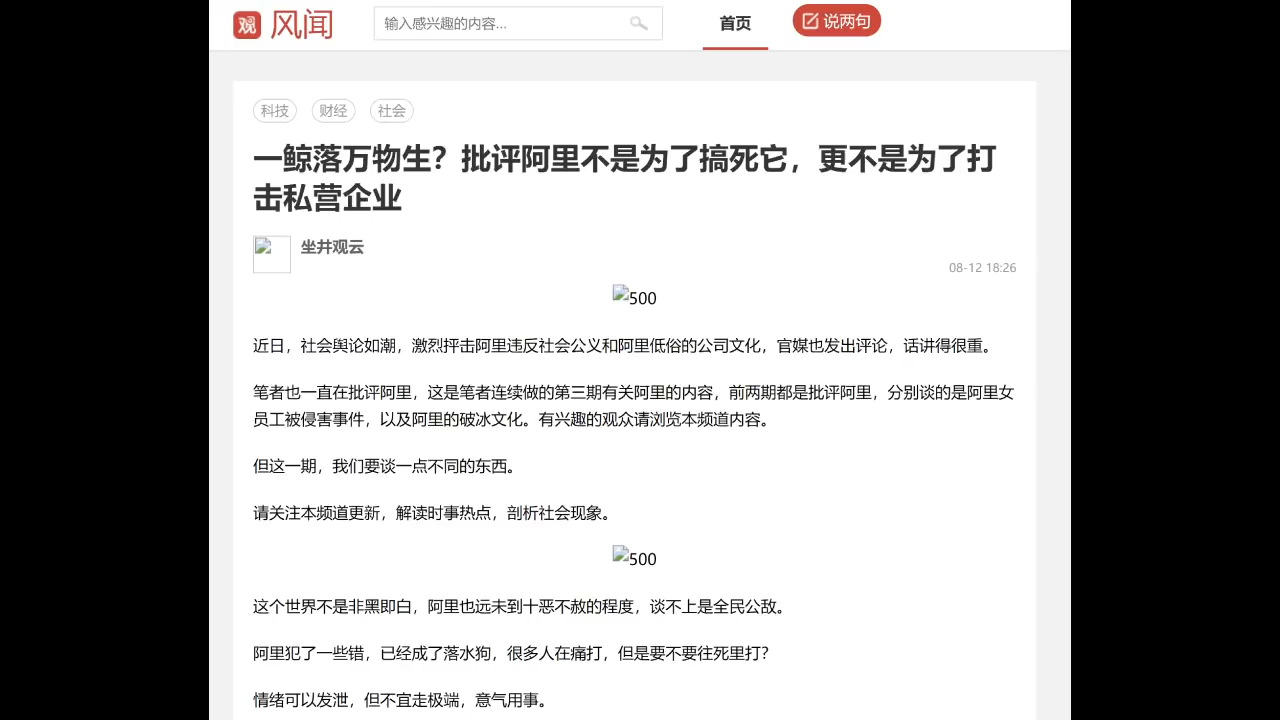 观 风闻
输入感兴趣的内容...
首页
说两句
科技 财经 社会
一鲸落万物生？批评阿里不是为了搞死它，更不是为了打
击私营企业
坐井观云
08-12 18:26
500
近日，社会舆论如潮，激烈抨击阿里违反社会公义和阿里低俗的公司文化，官媒也发出评论，话讲得很重。
笔者也一直在批评阿里，这是笔者连续做的第三期有关阿里的内容，前两期都是批评阿里，分别谈的是阿里女
员工被侵害事件，以及阿里的破冰文化。有兴趣的观众请浏览本频道内容。
但这一期，我们要谈一点不同的东西。
请关注本频道更新，解读时事热点，剖析社会现象。
500
这个世界不是非黑即白，阿里也远未到十恶不赦的程度，谈不上是全民公敌。
阿里犯了一些错，已经成了落水狗，很多人在痛打，但是要不要往死里打？
情绪可以发泄，但不宜走极端，意气用事。